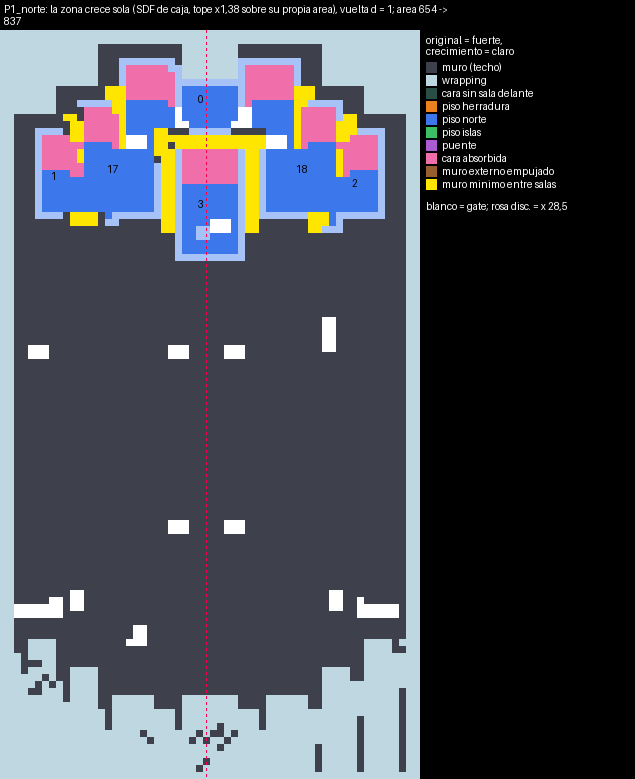 P1_norte: la zona crece sola (SDF de caja, tope x1,38 sobre su propia area), vuelta d = 1; area 654 ->
837
original = fuerte,
crecimiento = claro
muro (techo)
wrapping
cara sin sala delante
piso herradura
piso norte
piso islas
puente
cara absorbida
muro externo empujado
muro minimo entre salas
blanco = gate; rosa disc. = x 28,5
0
17
18
1
2
3